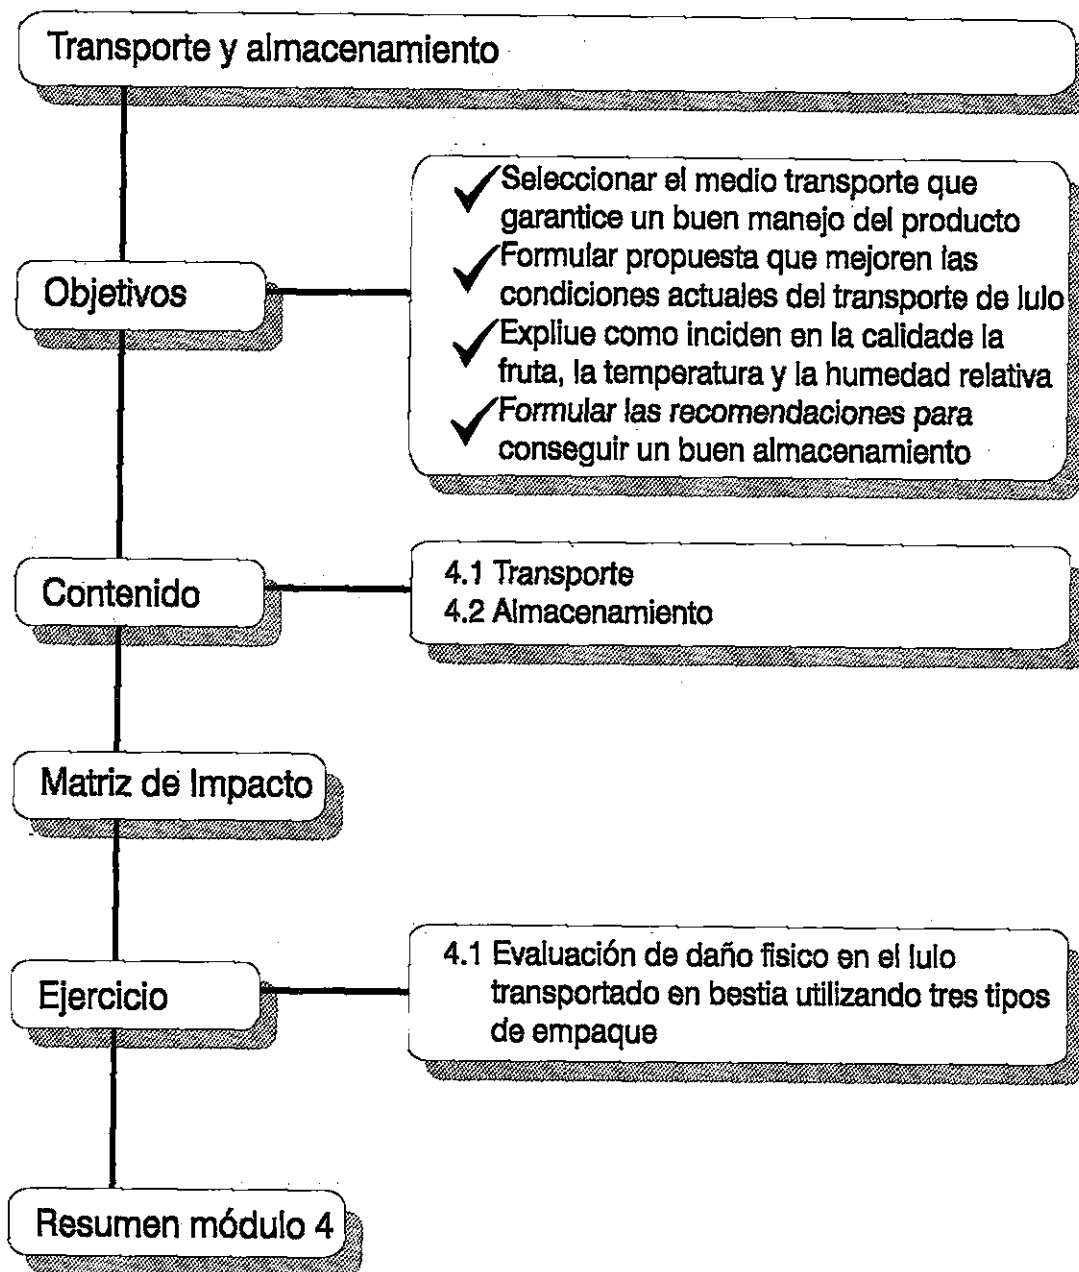 Transporte y almacenamiento
Objetivos
Seleccionar el medio transporte que
garantice un buen manejo del producto
Formular propuesta que mejoren las
condiciones actuales del transporte de lulo
Expliue como inciden en la calidade la
fruta, la temperatura y la humedad relativa
Formular las recomendaciones para
conseguir un buen almacenamiento
Contenido
4.1 Transporte
4.2 Almacenamiento
Matriz de Impacto
Ejercicio
4.1 Evaluación de daño fisico en el lulo
transportado en bestia utilizando tres tipos
de empaque
Resumen módulo 4